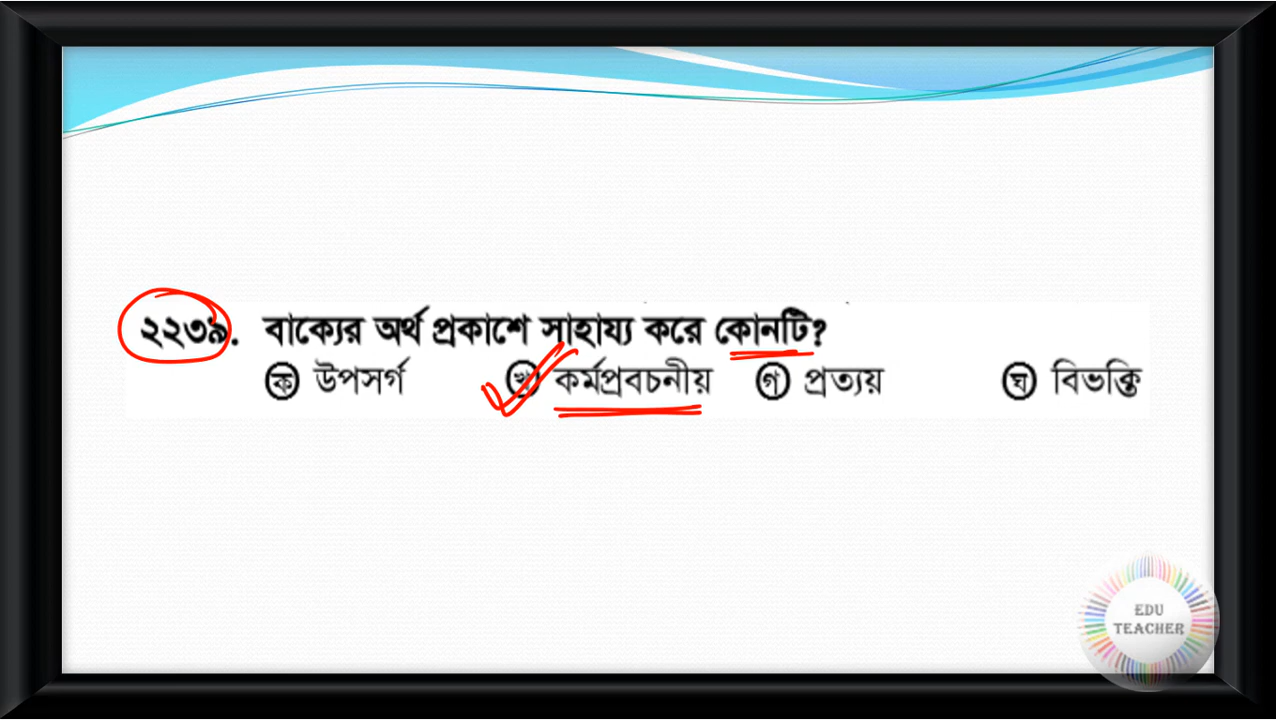 ২২৩৯. বাক্যের অর্থ প্রকাশে সাহায্য করে কোনটি?
ক উপসর্গ খ কর্মপ্রবচনীয় গ প্রত্যয় ঘ বিভক্তি
EDU
TEACHER